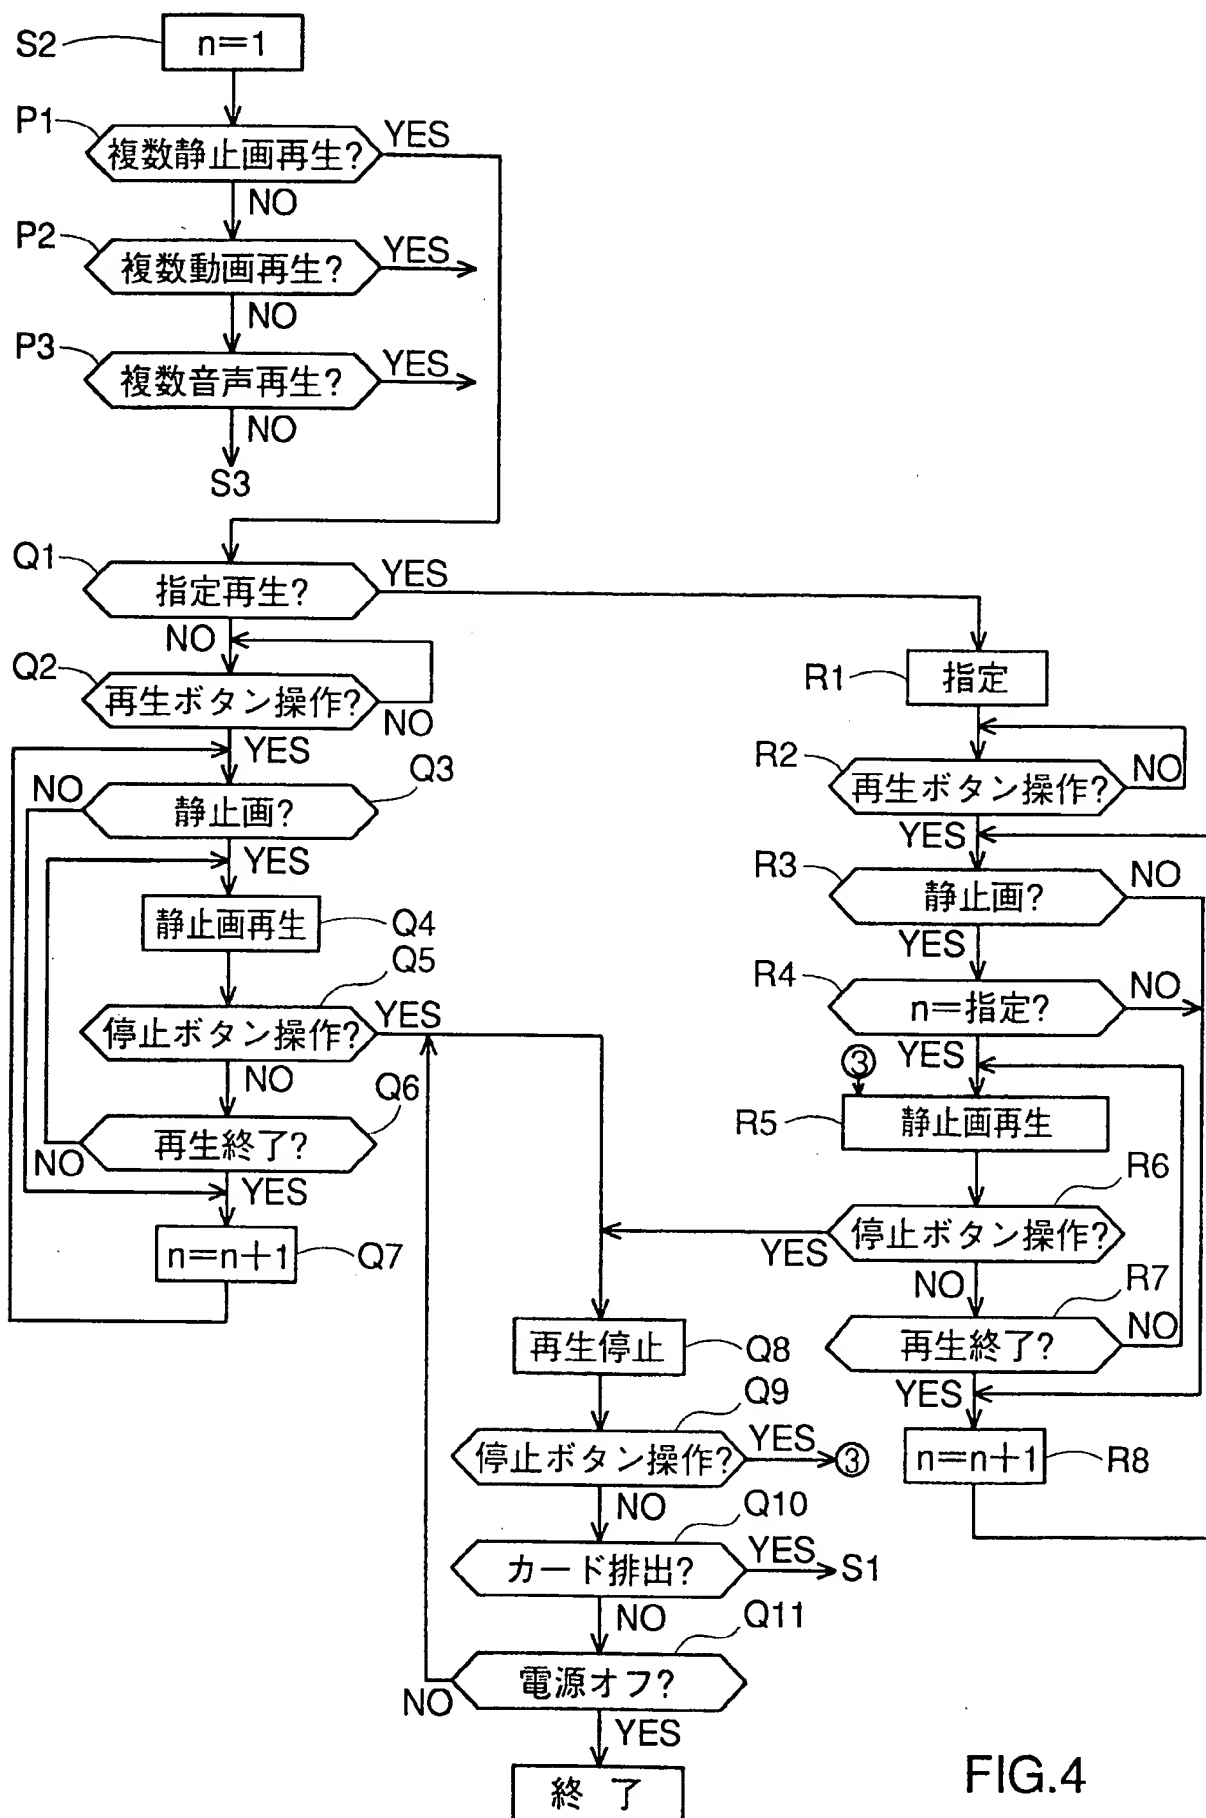 S2
n=1
P1
複数静止画再生?
YES
NO
P2
複数動画再生?
YES
NO
P3
複数音声再生?
YES
NO
S3
Q1
指定再生?
YES
NO
Q2
再生ボタン操作?
NO
YES
Q3
静止画?
NO
YES
静止画再生
Q4
Q5
停止ボタン操作?
YES
NO
Q6
再生終了?
NO
YES
n=n+1
Q7
R1
指定
R2
再生ボタン操作?
NO
YES
R3
静止画?
NO
YES
R4
n=指定?
NO
YES
③
R5
静止画再生
R6
停止ボタン操作?
YES
NO
R7
再生終了?
NO
YES
n=n+1
R8
再生停止
Q8
Q9
停止ボタン操作?
YES
③
NO
Q10
カード排出?
YES
S1
NO
Q11
電源オフ?
NO
YES
終 了
FIG.4